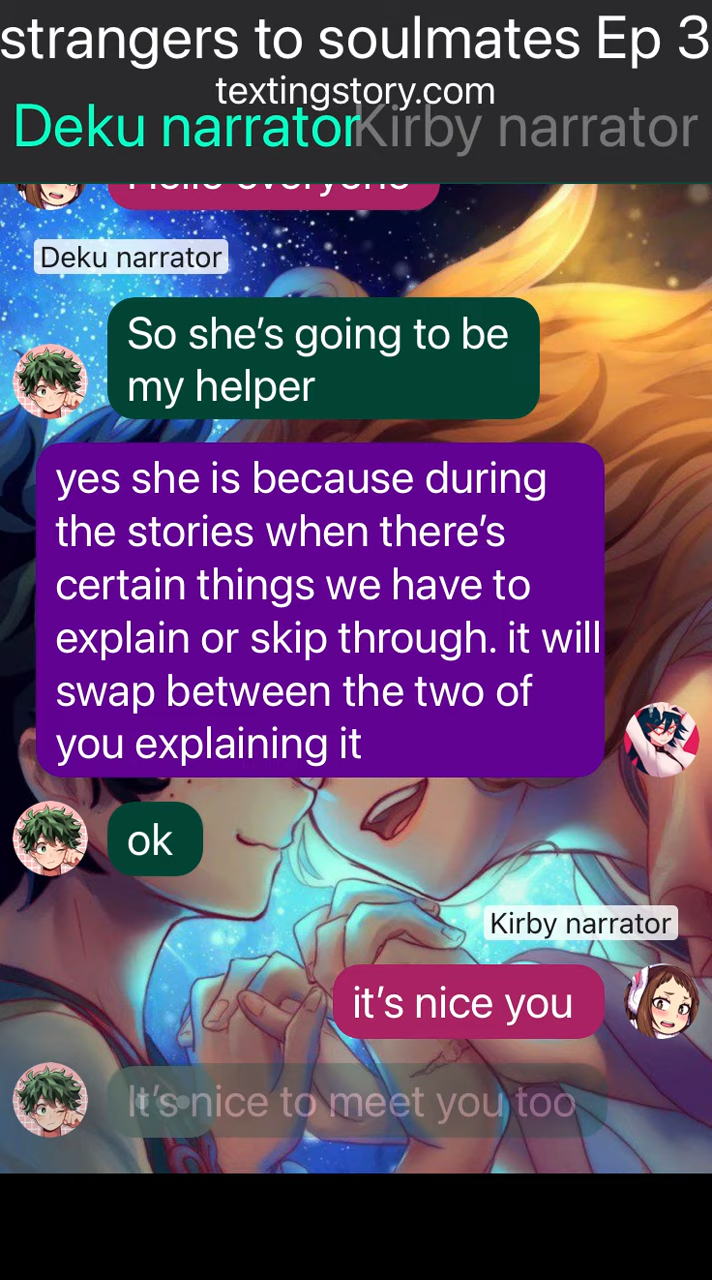 strangers to soulmates Ep 3
textingstory.com
Deku narrator Kirby narrator
Hello everyone
Deku narrator
So she's going to be
my helper
yes she is because during
the stories when there's
certain things we have to
explain or skip through. it will
swap between the two of
you explaining it
ok
Kirby narrator
it's nice you
It's nice to meet you too